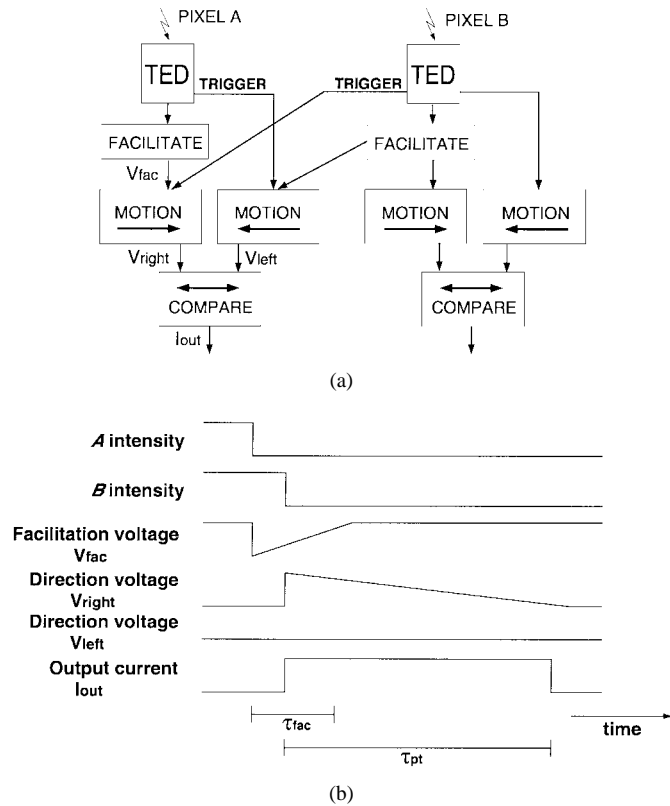 PIXEL A
PIXEL B
TED
TRIGGER
TRIGGER
TED
FACILITATE
FACILITATE
Vfac
MOTION
MOTION
MOTION
MOTION
Vright
Vleft
COMPARE
COMPARE
Iout
(a)
A intensity
B intensity
Facilitation voltage
Vfac
Direction voltage
Vright
Direction voltage
Vleft
Output current
Iout
τfac
time
τpt
(b)